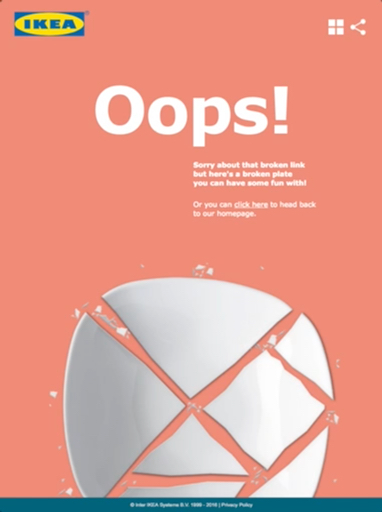 IKEA
Oops!
Sorry about that broken link
but here's a broken plate
you can have some fun with!
Or you can click here to head back
to our homepage.
© Inter IKEA Systems B.V. 1999 - 2016 | Privacy Policy